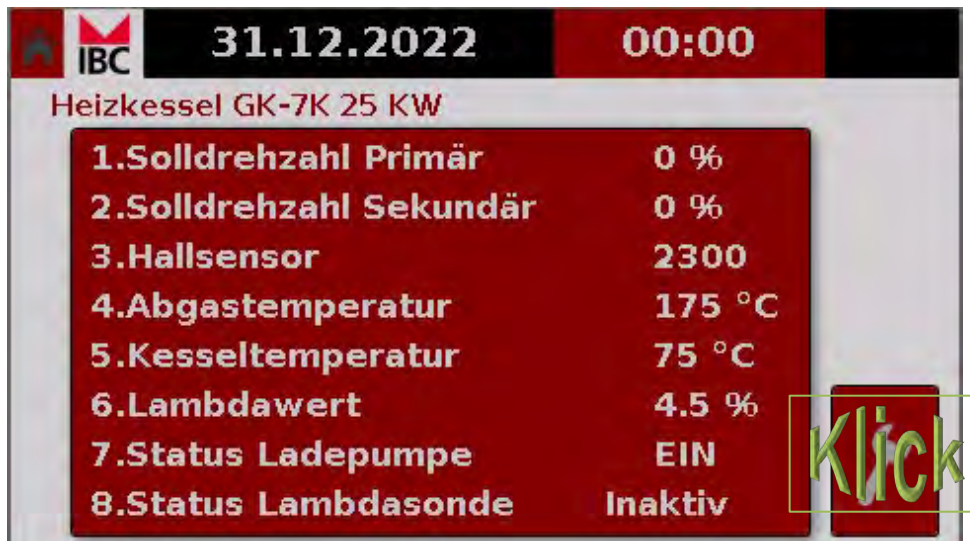 IBC 31.12.2022 00:00
Heizkessel GK-7K 25 KW
1.Solldrehzahl Primär 0 %
2.Solldrehzahl Sekundär 0 %
3.Hallsensor 2300
4.Abgastemperatur 175 °C
5.Kesseltemperatur 75 °C
6.Lambdawert 4.5 %
7.Status Ladepumpe EIN
8.Status Lambdasonde Inaktiv
Klick